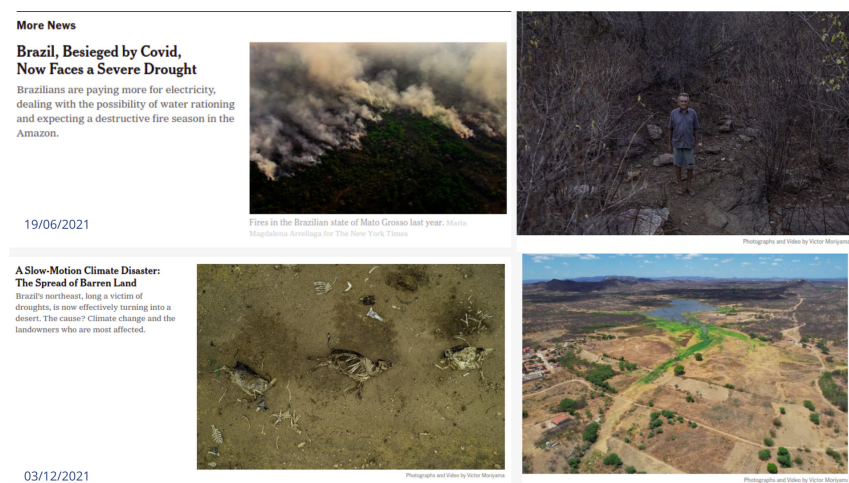 More News
Brazil, Besieged by Covid,
Now Faces a Severe Drought
Brazilians are paying more for electricity,
dealing with the possibility of water rationing
and expecting a destructive fire season in the
Amazon.
19/06/2021
Fires in the Brazilian state of Mato Grosso last year. Maria
Magdalena Arrellaga for The New York Times
Photographs and Video by Victor Moriyama
A Slow-Motion Climate Disaster:
The Spread of Barren Land
Brazil's northeast, long a victim of
droughts, is now effectively turning into a
desert. The cause? Climate change and the
landowners who are most affected.
03/12/2021
Photographs and Video by Victor Moriyama
Photographs and Video by Victor Moriyama